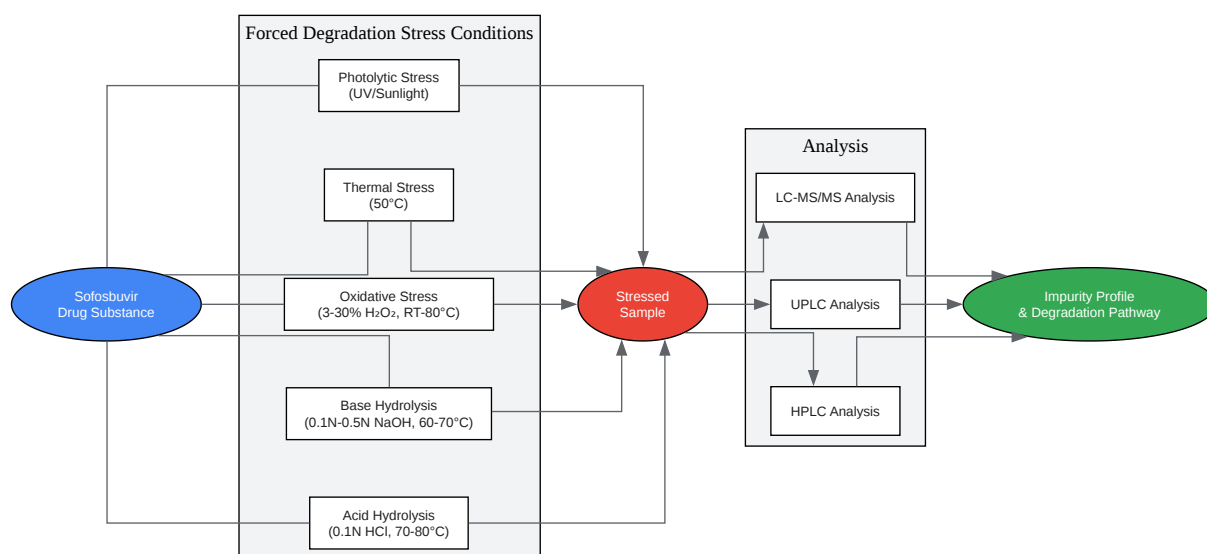 Forced Degradation Stress Conditions
Photolytic Stress
(UV/Sunlight)
Thermal Stress
(50°C)
Oxidative Stress
(3-30% H₂O₂, RT-80°C)
Base Hydrolysis
(0.1N-0.5N NaOH, 60-70°C)
Acid Hydrolysis
(0.1N HCl, 70-80°C)
Sofosbuvir
Drug Substance
Stressed
Sample
Analysis
LC-MS/MS Analysis
UPLC Analysis
HPLC Analysis
Impurity Profile
& Degradation Pathway